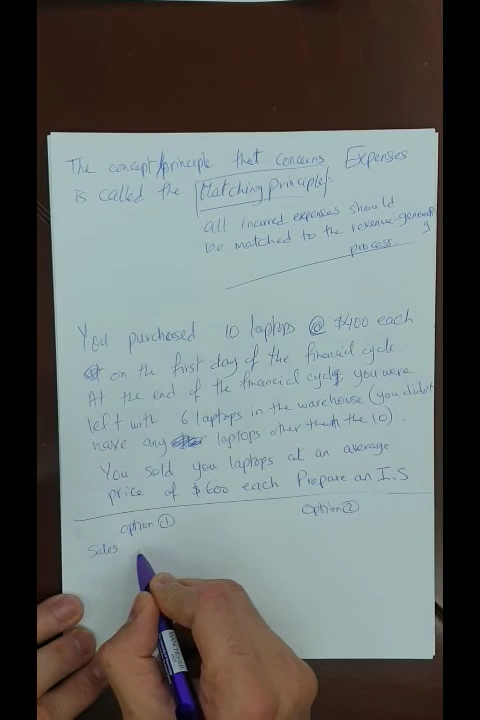 The concept/principle that concerns Expenses
is called the Matching principle:
all incurred expenses should
be matched to the revenue-generating
process.
You purchased 10 laptops @ $400 each
on the first day of the financial cycle.
At the end of the financial cycle, you were
left with 6 laptops in the warehouse (you didn't
have any laptops other than the 10).
You sold you laptops at an average
price of $600 each Prepare an I.S.
Option ① Option ②
Sales
MANCHESTER